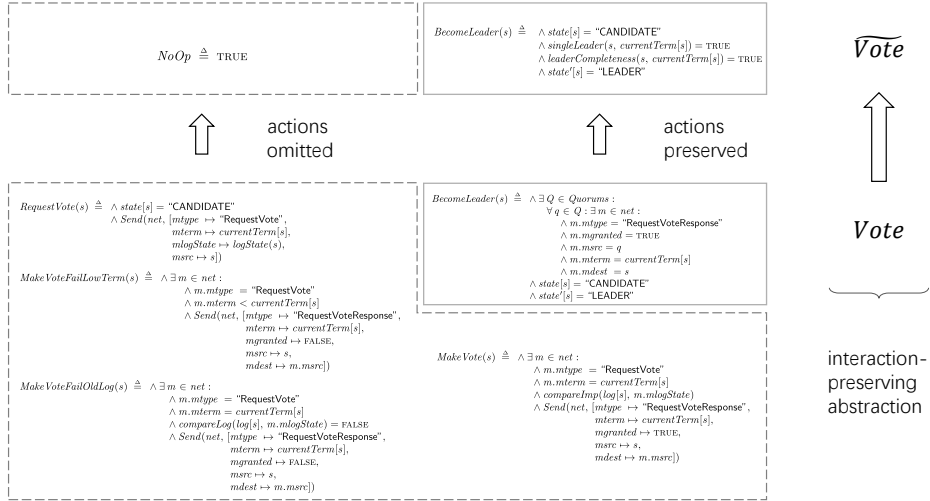 NoOp ≜ TRUE
BecomeLeader(s) ≜ ∧ state[s] = “CANDIDATE”
∧ singleLeader(s, currentTerm[s]) = TRUE
∧ leaderCompleteness(s, currentTerm[s]) = TRUE
∧ state′[s] = “LEADER”
V͠ote
actions
omitted
actions
preserved
RequestVote(s) ≜ ∧ state[s] = “CANDIDATE”
∧ Send(net, [mtype ↦ “RequestVote”,
mterm ↦ currentTerm[s],
mlogState ↦ logState(s),
msrc ↦ s])
MakeVoteFailLowTerm(s) ≜ ∧ ∃ m ∈ net :
∧ m.mtype = “RequestVote”
∧ m.mterm < currentTerm[s]
∧ Send(net, [mtype ↦ “RequestVoteResponse”,
mterm ↦ currentTerm[s],
mgranted ↦ FALSE,
msrc ↦ s,
mdest ↦ m.msrc])
MakeVoteFailOldLog(s) ≜ ∧ ∃ m ∈ net :
∧ m.mtype = “RequestVote”
∧ m.mterm = currentTerm[s]
∧ compareLog(log[s], m.mlogState) = FALSE
∧ Send(net, [mtype ↦ “RequestVoteResponse”,
mterm ↦ currentTerm[s],
mgranted ↦ FALSE,
msrc ↦ s,
mdest ↦ m.msrc])
BecomeLeader(s) ≜ ∧ ∃ Q ∈ Quorums :
∀ q ∈ Q : ∃ m ∈ net :
∧ m.mtype = “RequestVoteResponse”
∧ m.mgranted = TRUE
∧ m.msrc = q
∧ m.mterm = currentTerm[s]
∧ m.mdest = s
∧ state[s] = “CANDIDATE”
∧ state′[s] = “LEADER”
MakeVote(s) ≜ ∧ ∃ m ∈ net :
∧ m.mtype = “RequestVote”
∧ m.mterm = currentTerm[s]
∧ compareImp(log[s], m.mlogState)
∧ Send(net, [mtype ↦ “RequestVoteResponse”,
mterm ↦ currentTerm[s],
mgranted ↦ TRUE,
msrc ↦ s,
mdest ↦ m.msrc])
Vote
interaction-
preserving
abstraction